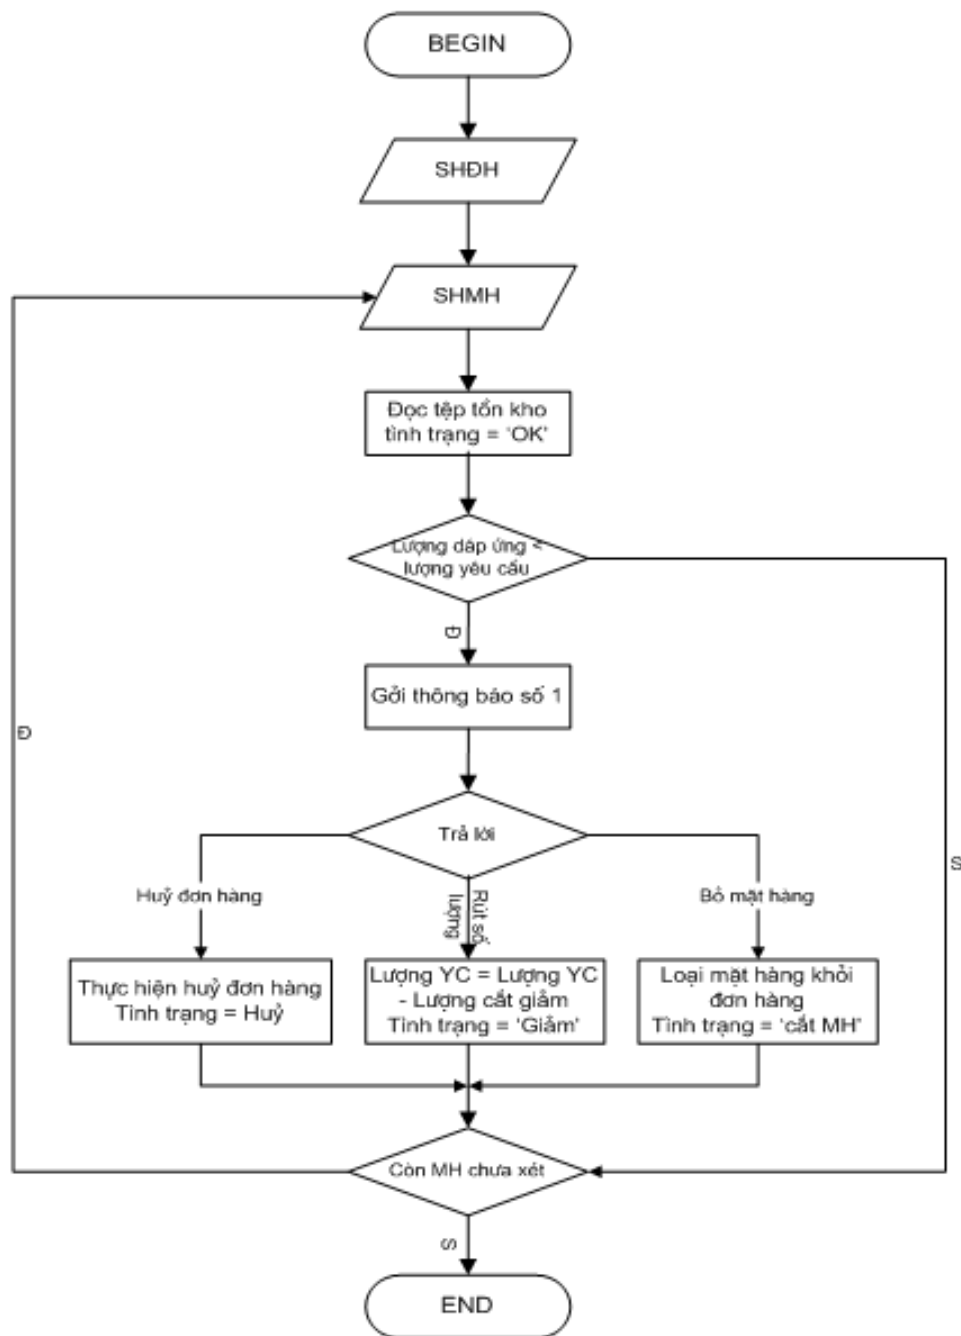 BEGIN
SHĐH
SHMH
Đọc tệp tồn kho
tình trạng = 'OK'
Lượng dáp ứng <
lượng yêu cầu
Đ
S
Gởi thông báo số 1
Đ
Trả lời
Huỷ đơn hàng
Rút số
lượng
Bỏ mặt hàng
Thực hiện huỷ đơn hàng
Tình trạng = Huỷ
Lượng YC = Lượng YC
- Lượng cắt giảm
Tình trạng = 'Giảm'
Loại mặt hàng khỏi
đơn hàng
Tình trạng = 'cắt MH'
Còn MH chưa xét
S
END